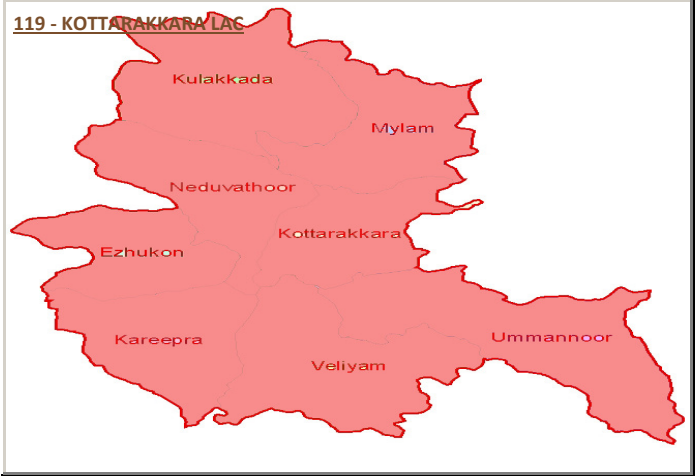 119 - KOTTARAKKARA LAC
Kulakkada
Mylam
Neduvathoor
Kottarakkara
Ezhukon
Kareepra
Ummannoor
Veliyam